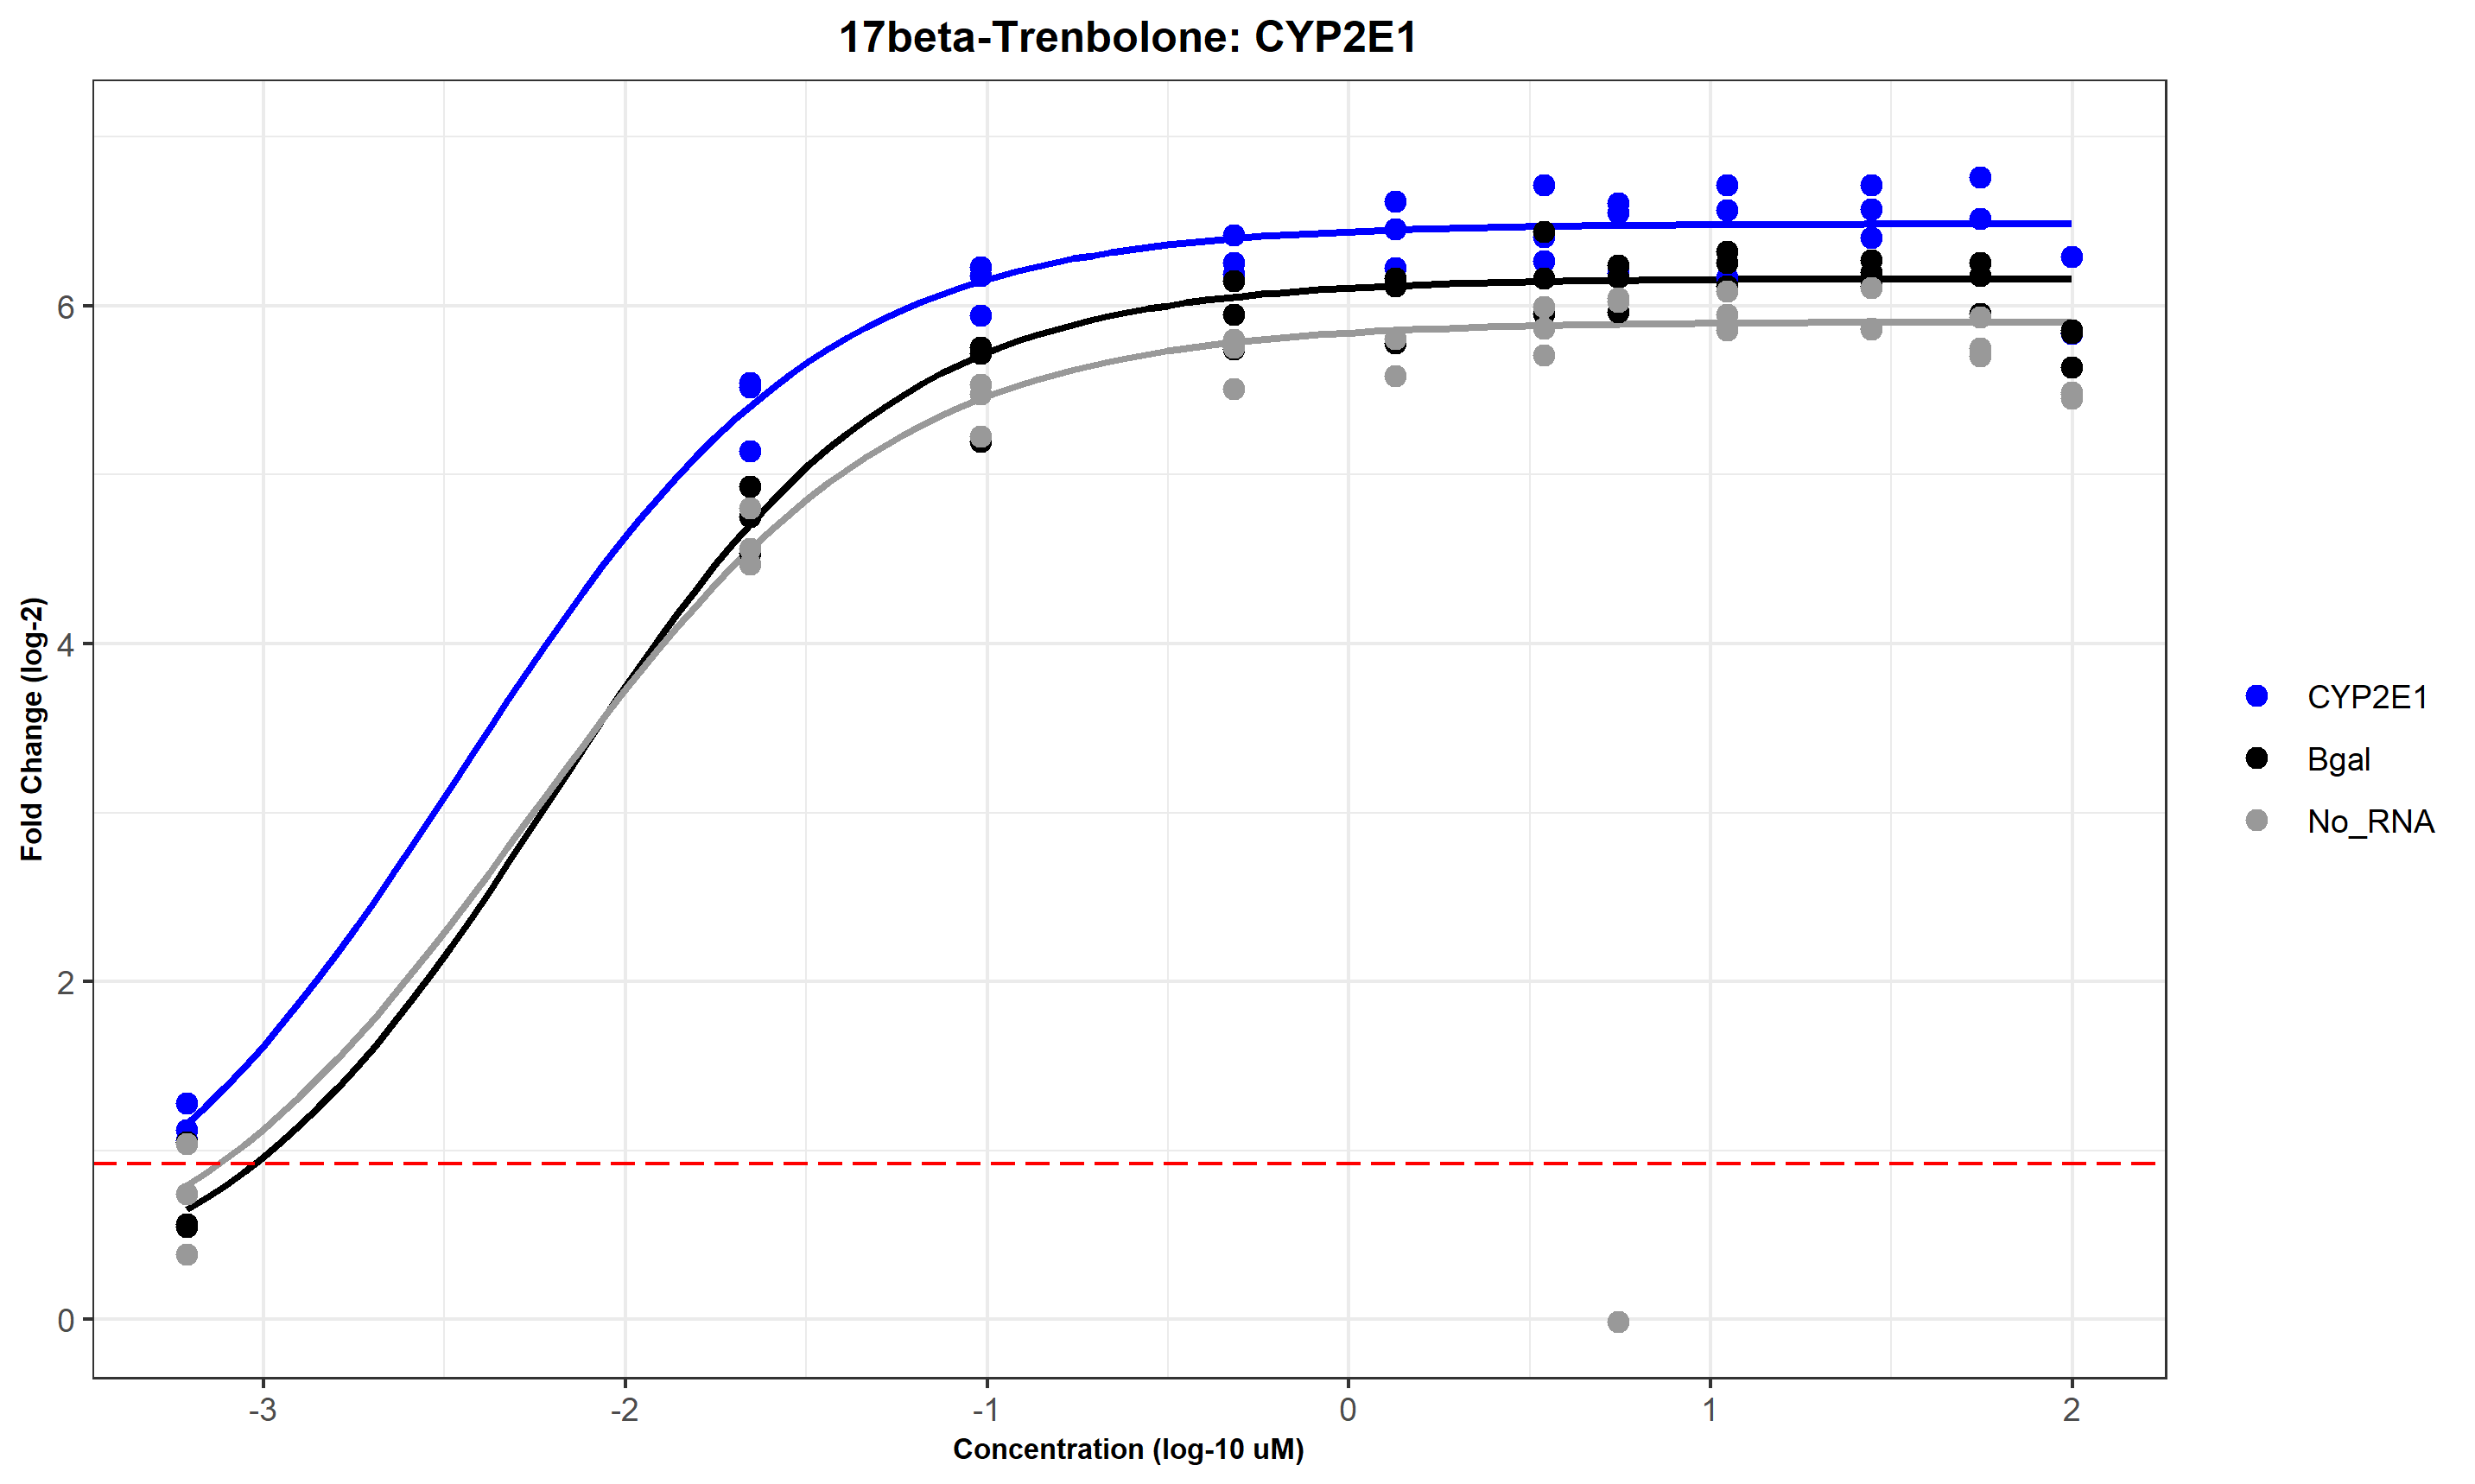 17beta-Trenbolone: CYP2E1
Fold Change (log-2)
6
4
2
0
-3
-2
-1
0
1
2
Concentration (log-10 uM)
CYP2E1
Bgal
No_RNA